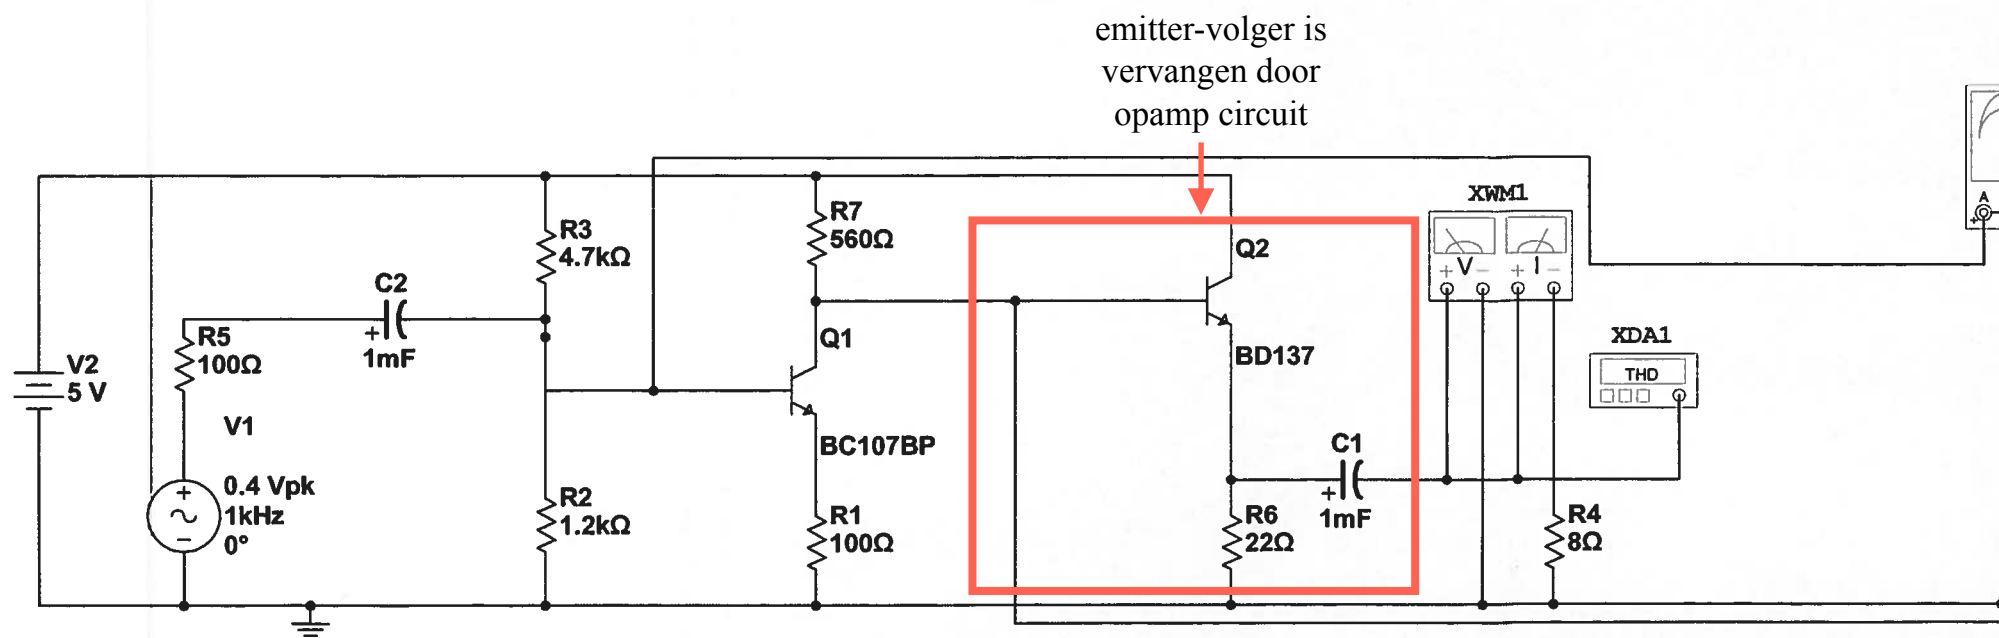 emitter-volger is
vervangen door
opamp circuit
XWM1
A
+
R7
560Ω
R3
4.7kΩ
Q2
+ V - + I -
C2
+
1mF
R5
100Ω
Q1
XDA1
V2
5 V
BD137
THD
V1
BC107BP
C1
+
1mF
+
0.4 Vpk
1kHz
0°
-
R2
1.2kΩ
R1
100Ω
R6
22Ω
R4
8Ω